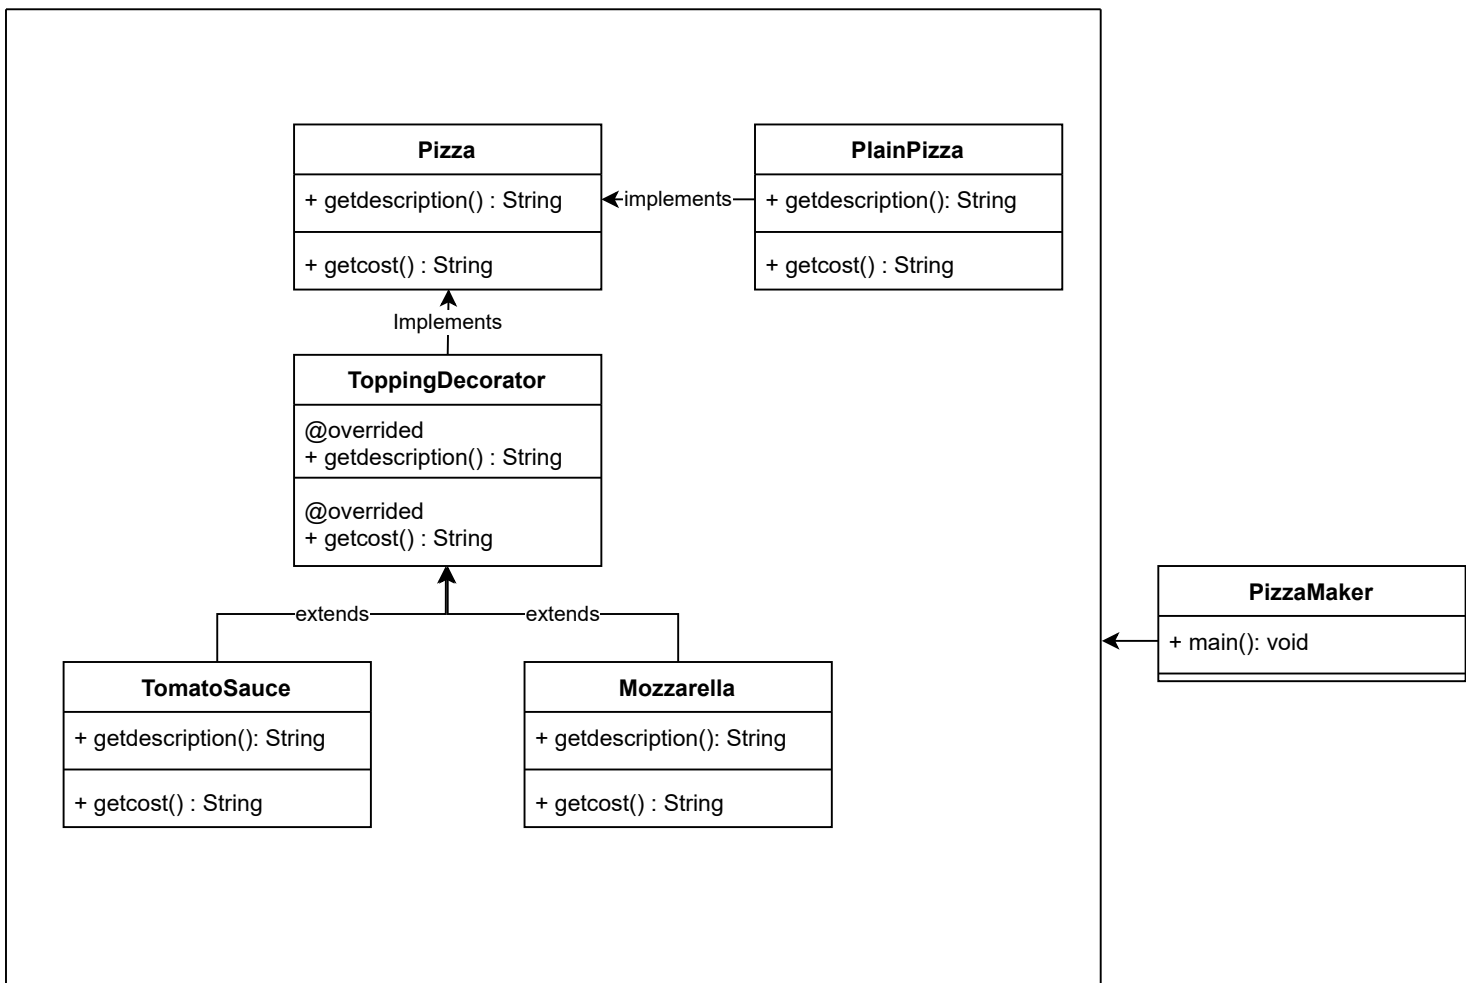 Pizza
+ getdescription() : String
+ getcost() : String
PlainPizza
+ getdescription(): String
+ getcost() : String
implements
Implements
ToppingDecorator
@overrided
+ getdescription() : String
@overrided
+ getcost() : String
extends
extends
TomatoSauce
+ getdescription(): String
+ getcost() : String
Mozzarella
+ getdescription(): String
+ getcost() : String
PizzaMaker
+ main(): void